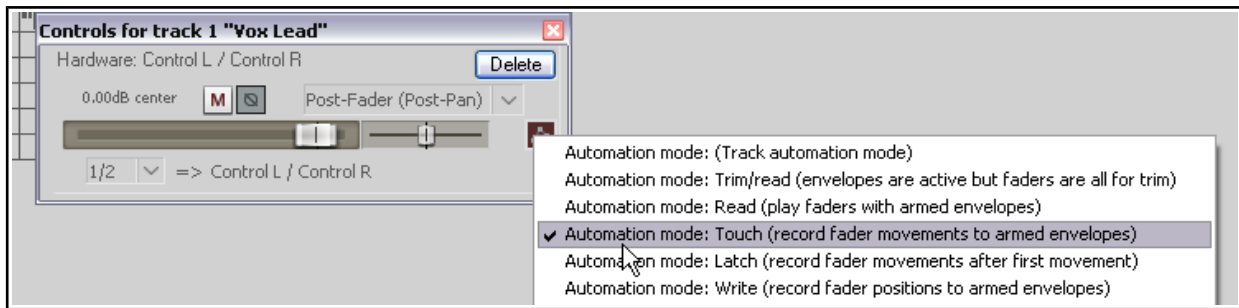 Controls for track 1 "Vox Lead"
Hardware: Control L / Control R
Delete
0.00dB center M Post-Fader (Post-Pan)
1/2 => Control L / Control R
Automation mode: (Track automation mode)
Automation mode: Trim/read (envelopes are active but faders are all for trim)
Automation mode: Read (play faders with armed envelopes)
Automation mode: Touch (record fader movements to armed envelopes)
Automation mode: Latch (record fader movements after first movement)
Automation mode: Write (record fader positions to armed envelopes)